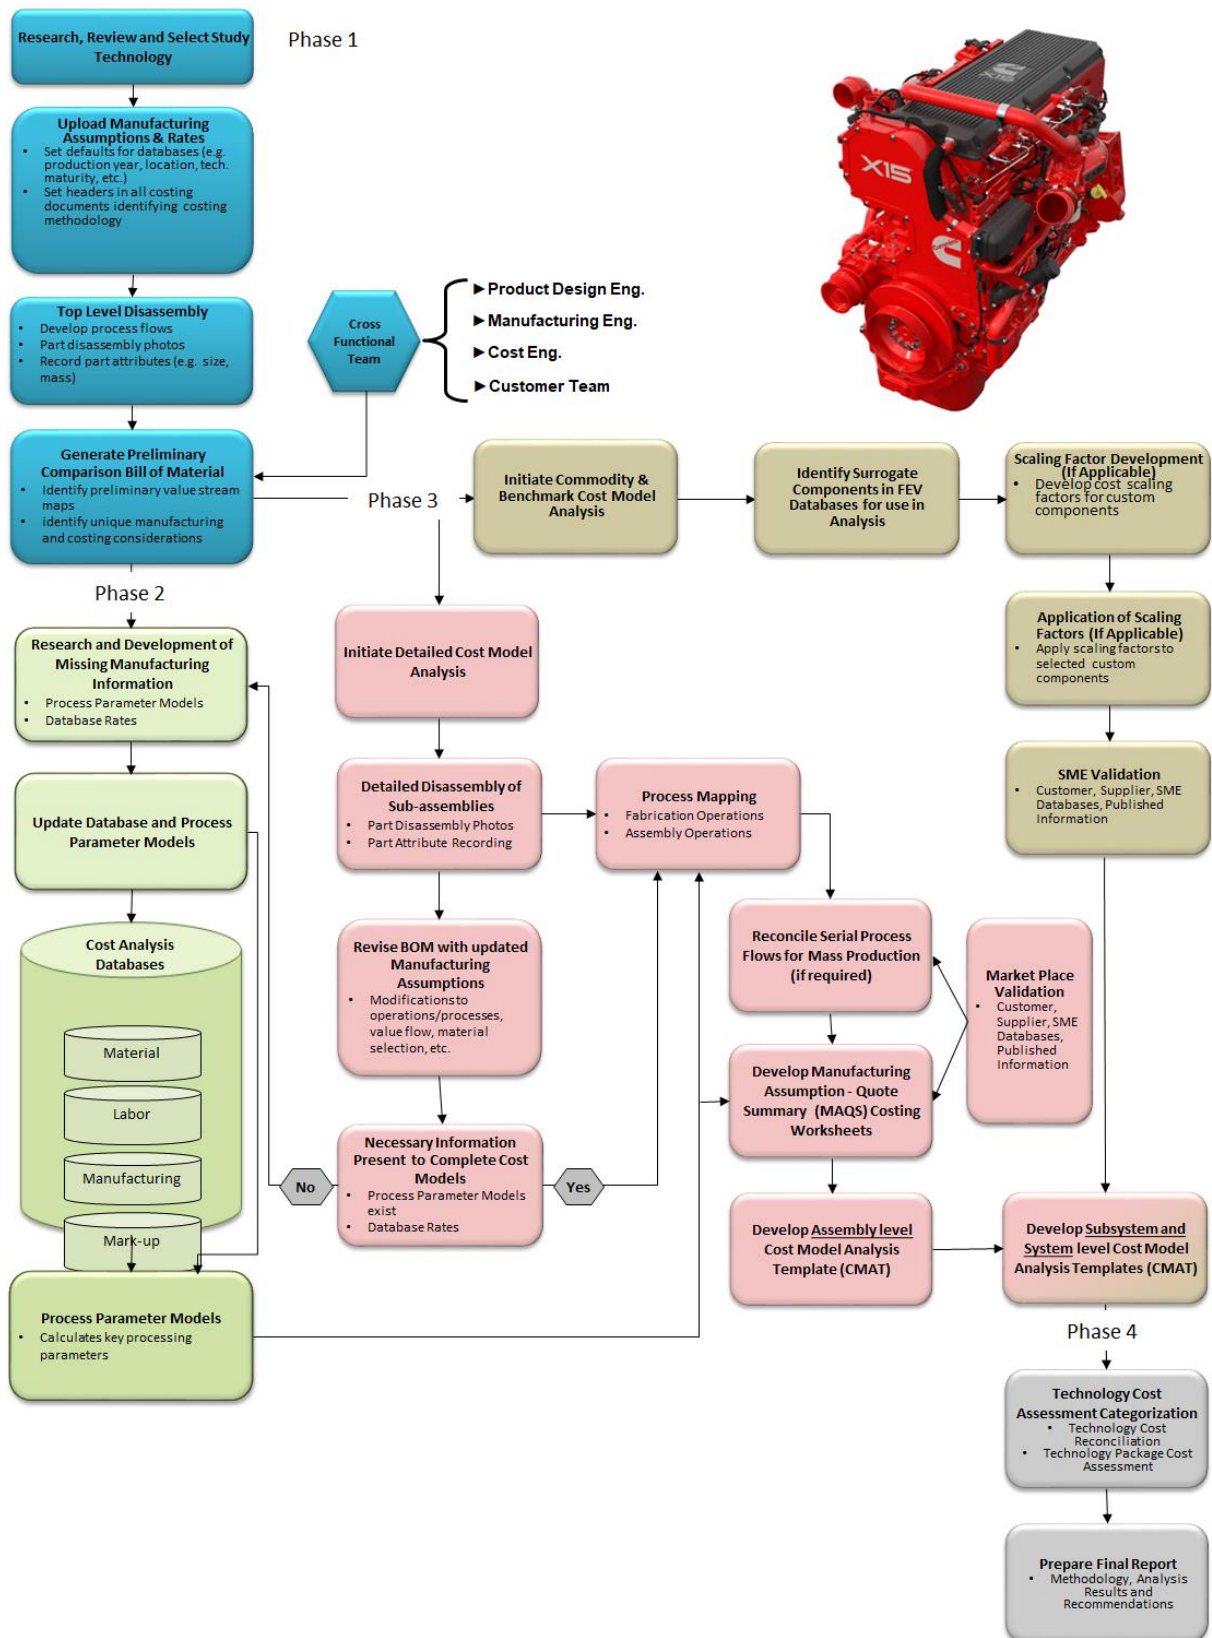 Research, Review and Select Study
Technology
Phase 1
Upload Manufacturing
Assumptions & Rates
• Set defaults for databases (e.g.
production year, location, tech.
maturity, etc.)
• Set headers in all costing
documents identifying costing
methodology
X15
X15
Top Level Disassembly
• Develop process flows
• Part disassembly photos
• Record part attributes (e.g. size,
mass)
Cross
Functional
Team
►Product Design Eng.
►Manufacturing Eng.
►Cost Eng.
►Customer Team
Generate Preliminary
Comparison Bill of Material
• Identify preliminary value stream
maps
• identify unique manufacturing
and costing considerations
Phase 3
Initiate Commodity &
Benchmark Cost Model
Analysis
Identify Surrogate
Components in FEV
Databases for use in
Analysis
Scaling Factor Development
(If Applicable)
• Develop cost scaling
factors for custom
components
Phase 2
Application of Scaling
Factors (If Applicable)
• Apply scaling factors to
selected custom
components
Research and Development of
Missing Manufacturing
Information
• Process Parameter Models
• Database Rates
Initiate Detailed Cost Model
Analysis
SME Validation
• Customer, Supplier, SME
Databases, Published
Information
Update Database and Process
Parameter Models
Detailed Disassembly of
Sub-assemblies
• Part Disassembly Photos
• Part Attribute Recording
Process Mapping
• Fabrication Operations
• Assembly Operations
Cost Analysis
Databases
Material
Labor
Manufacturing
Mark-up
Revise BOM with updated
Manufacturing
Assumptions
• Modifications to
operations/processes,
value flow, material
selection, etc.
Reconcile Serial Process
Flows for Mass Production
(if required)
Market Place
Validation
• Customer,
Supplier, SME
Databases,
Published
Information
Develop Manufacturing
Assumption - Quote
Summary (MAQS) Costing
Worksheets
No
Necessary Information
Present to Complete Cost
Models
• Process Parameter Models
exist
• Database Rates
Yes
Develop Assembly level
Cost Model Analysis
Template (CMAT)
Develop Subsystem and
System level Cost Model
Analysis Templates (CMAT)
Process Parameter Models
• Calculates key processing
parameters
Phase 4
Technology Cost
Assessment Categorization
• Technology Cost
Reconciliation
• Technology Package Cost
Assessment
Prepare Final Report
• Methodology, Analysis
Results and
Recommendations